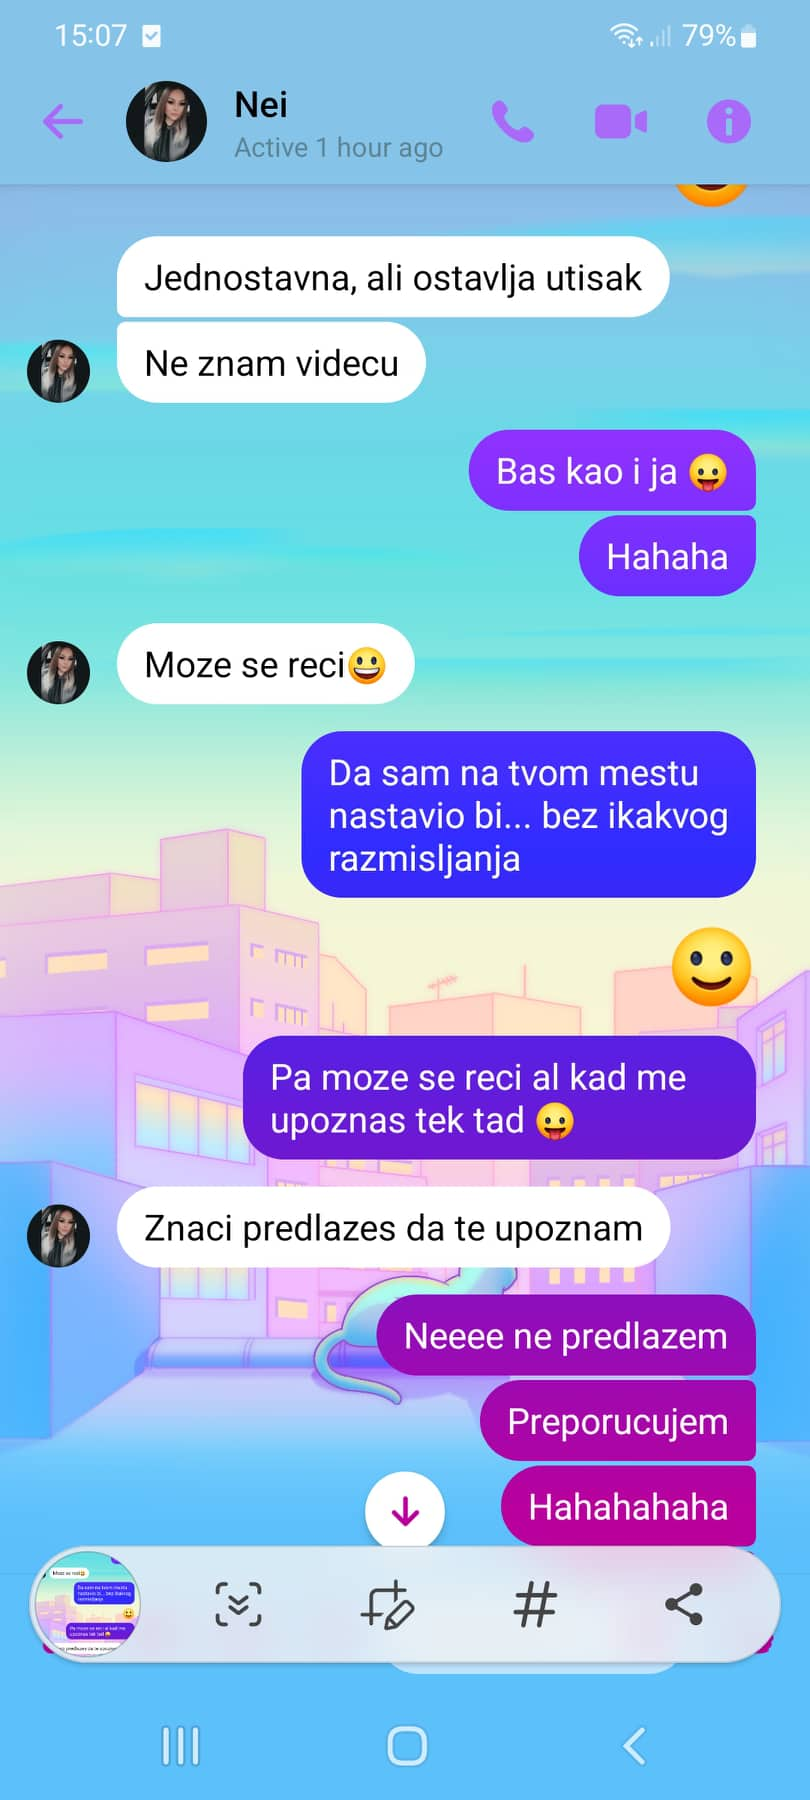 15:07
79%
Nei
Active 1 hour ago
Jednostavna, ali ostavlja utisak
Ne znam videcu
Bas kao i ja 😛
Hahaha
Moze se reci😃
Da sam na tvom mestu
nastavio bi... bez ikakvog
razmisljanja
🙂
Pa moze se reci al kad me
upoznas tek tad 😛
Znaci predlazes da te upoznam
Neeee ne predlazem
Preporucujem
Hahahahaha